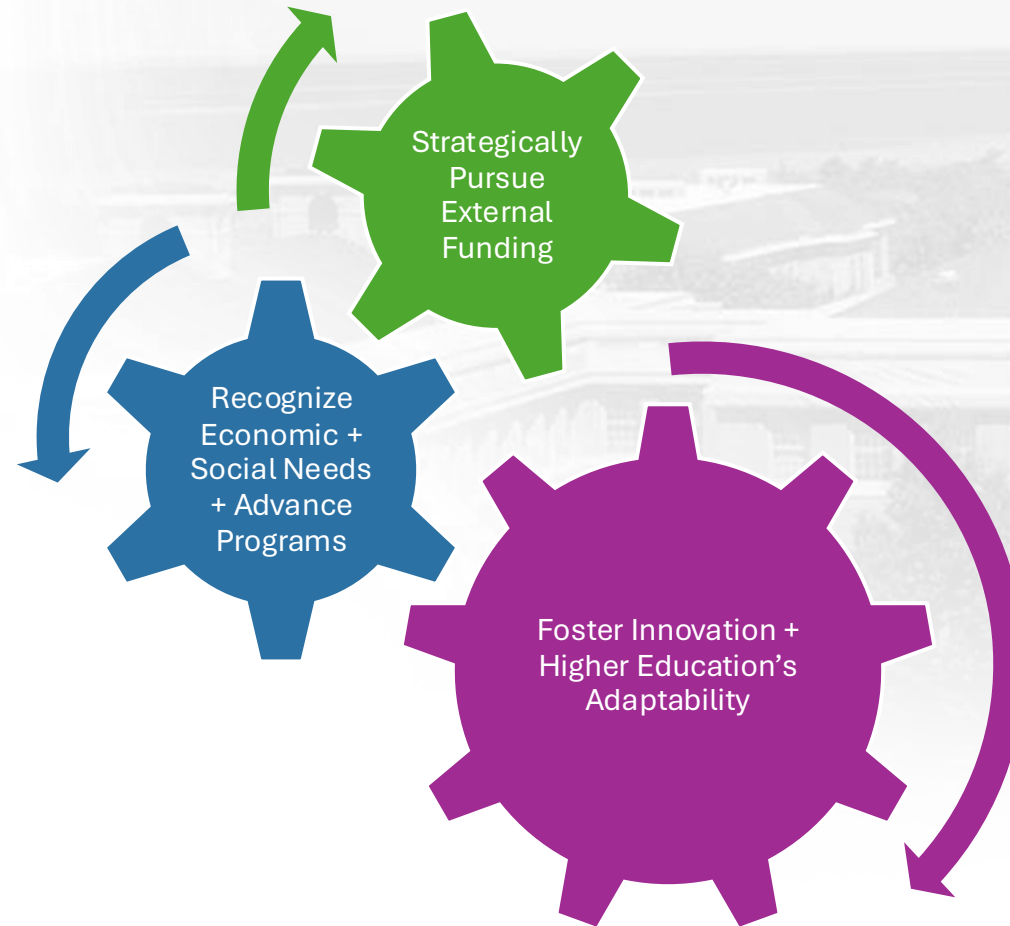 Strategically
Pursue
External
Funding
Recognize
Economic +
Social Needs
+ Advance
Programs
Foster Innovation +
Higher Education’s
Adaptability